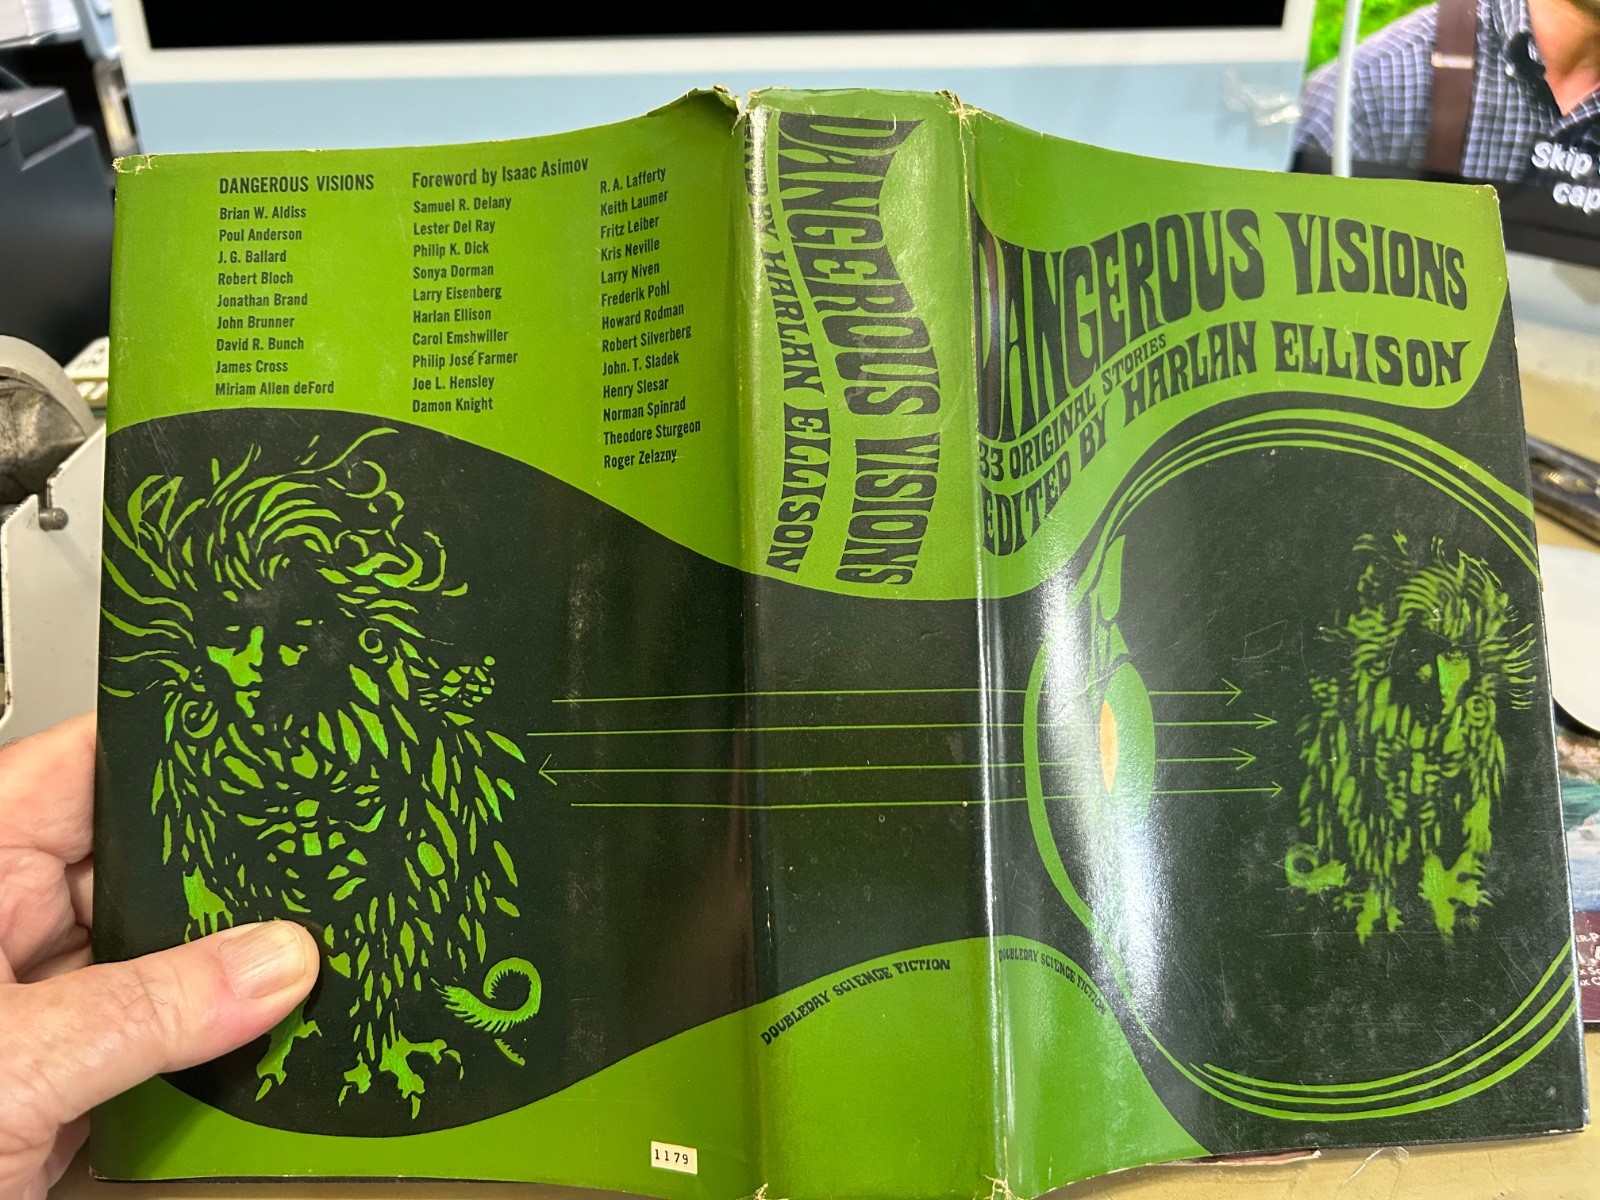 DANGEROUS VISIONS
Brian W. Aldiss
Poul Anderson
J. G. Ballard
Robert Bloch
Jonathan Brand
John Brunner
David R. Bunch
James Cross
Miriam Allen deFord
Foreword by Isaac Asimov
Samuel R. Delany
Lester Del Ray
Philip K. Dick
Sonya Dorman
Larry Eisenberg
Harlan Ellison
Carol Emshwiller
Philip José Farmer
Joe L. Hensley
Damon Knight
R. A. Lafferty
Keith Laumer
Fritz Leiber
Kris Neville
Larry Niven
Frederik Pohl
Howard Rodman
Robert Silverberg
John. T. Sladek
Henry Slesar
Norman Spinrad
Theodore Sturgeon
Roger Zelazny
1179
DANGEROUS VISIONS
BY HARLAN ELLISON
DOUBLEDAY SCIENCE FICTION
DANGEROUS VISIONS
33 ORIGINAL STORIES
EDITED BY HARLAN ELLISON
DOUBLEDAY SCIENCE FICTION
Skip